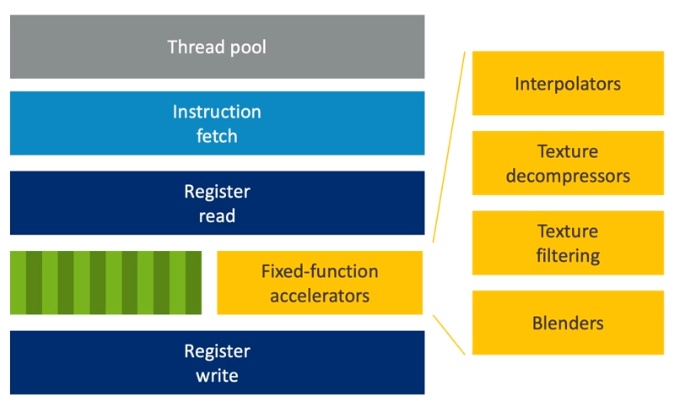 Thread pool
Instruction
fetch
Register
read
Fixed-function
accelerators
Register
write
Interpolators
Texture
decompressors
Texture
filtering
Blenders